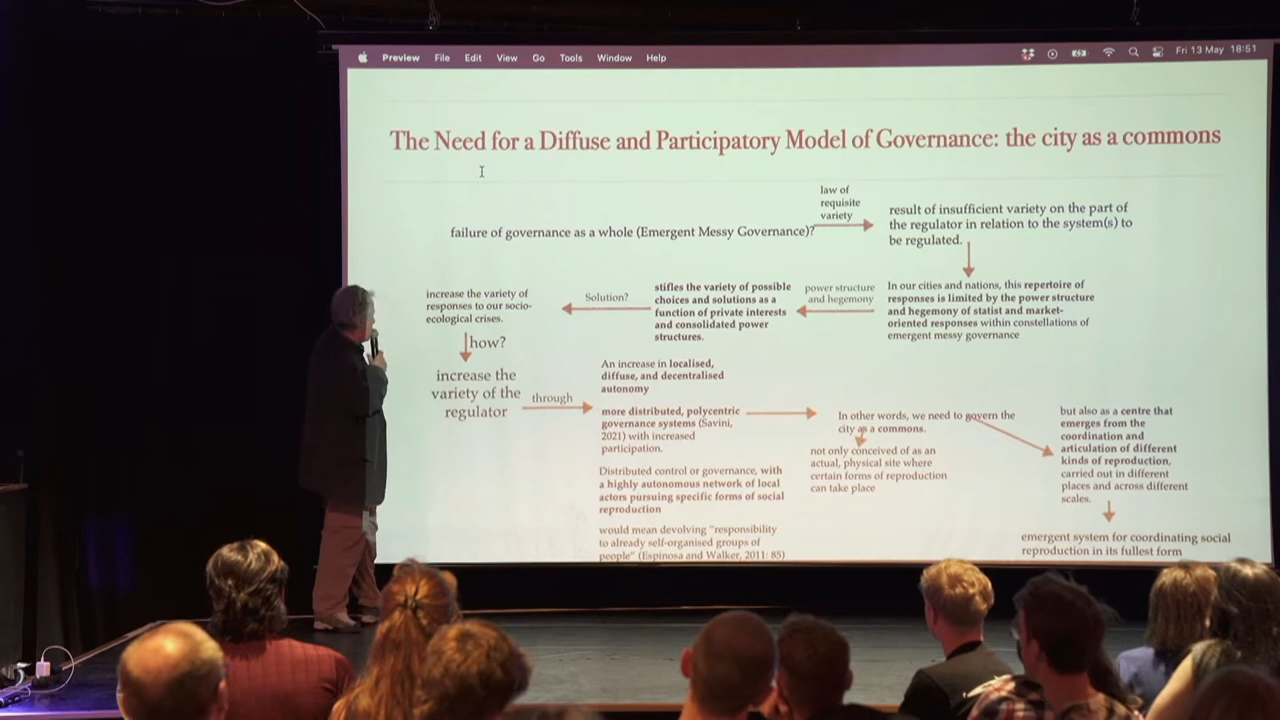 Preview File Edit View Go Tools Window Help
Fri 13 May 18:51
The Need for a Diffuse and Participatory Model of Governance: the city as a commons
failure of governance as a whole (Emergent Messy Governance)?
law of
requisite
variety
result of insufficient variety on the part of
the regulator in relation to the system(s) to
be regulated.
In our cities and nations, this repertoire of
responses is limited by the power structure
and hegemony of statist and market-
oriented responses within constellations of
emergent messy governance
power structure
and hegemony
stifles the variety of possible
choices and solutions as a
function of private interests
and consolidated power
structures.
Solution?
increase the variety of
responses to our socio-
ecological crises.
how?
increase the
variety of the
regulator
through
An increase in localised,
diffuse, and decentralised
autonomy
more distributed, polycentric
governance systems (Savini,
2021) with increased
participation.
Distributed control or governance, with
a highly autonomous network of local
actors pursuing specific forms of social
reproduction
would mean devolving "responsibility
to already self-organised groups of
people" (Espinosa and Walker, 2011: 85)
In other words, we need to govern the
city as a commons.
not only conceived of as an
actual, physical site where
certain forms of reproduction
can take place
but also as a centre that
emerges from the
coordination and
articulation of different
kinds of reproduction,
carried out in different
places and across different
scales.
emergent system for coordinating social
reproduction in its fullest form